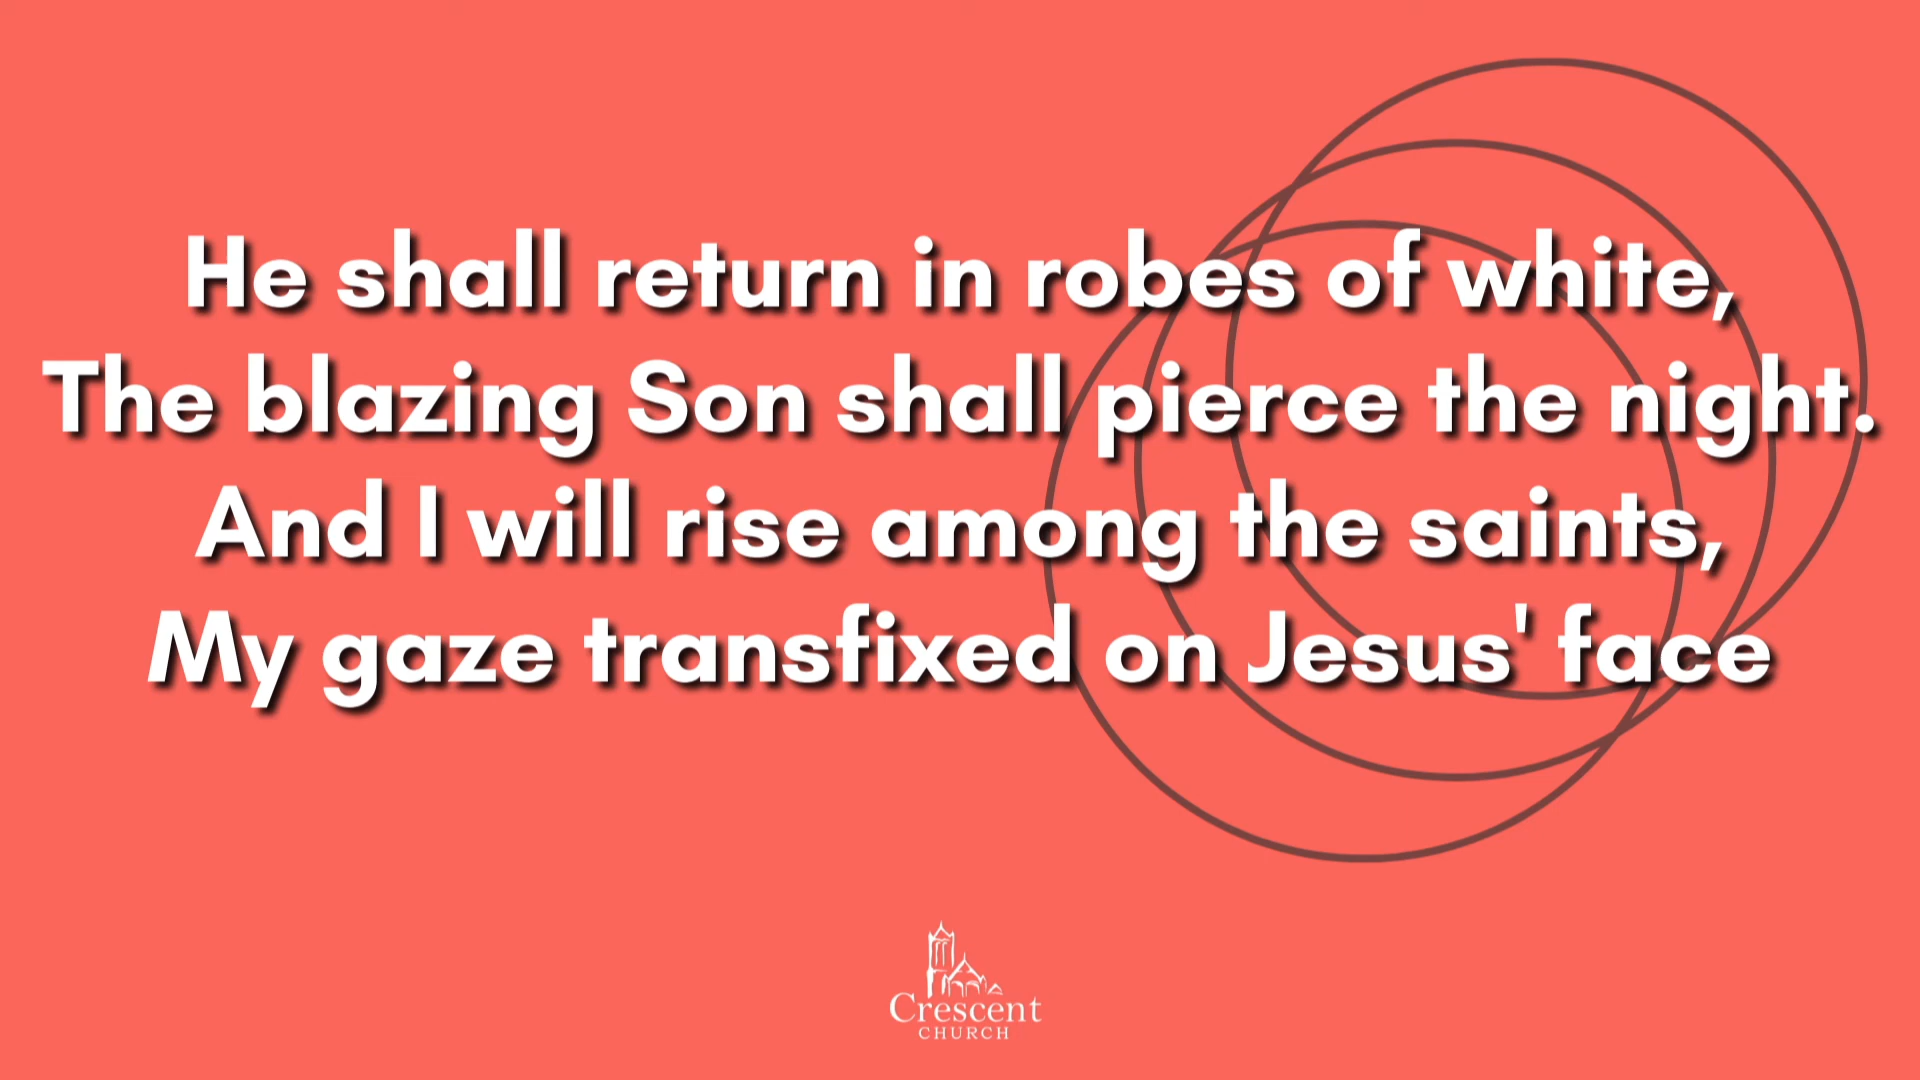 He shall return in robes of white,
The blazing Son shall pierce the night.
And I will rise among the saints,
My gaze transfixed on Jesus' face
Crescent
CHURCH